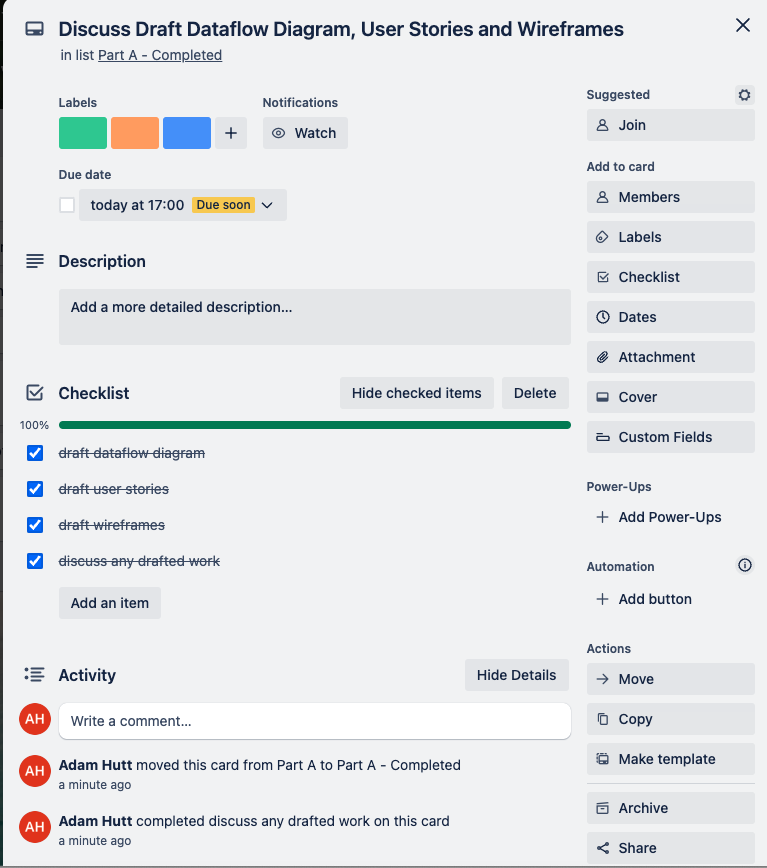 Discuss Draft Dataflow Diagram, User Stories and Wireframes
in list Part A - Completed
Labels
Notifications
Watch
Due date
today at 17:00 Due soon
Description
Add a more detailed description...
Checklist
Hide checked items
Delete
100%
draft dataflow diagram
draft user stories
draft wireframes
discuss any drafted work
Add an item
Activity
Hide Details
AH
Write a comment...
AH
Adam Hutt moved this card from Part A to Part A - Completed
a minute ago
AH
Adam Hutt completed discuss any drafted work on this card
a minute ago
Suggested
Join
Add to card
Members
Labels
Checklist
Dates
Attachment
Cover
Custom Fields
Power-Ups
Add Power-Ups
Automation
Add button
Actions
Move
Copy
Make template
Archive
Share